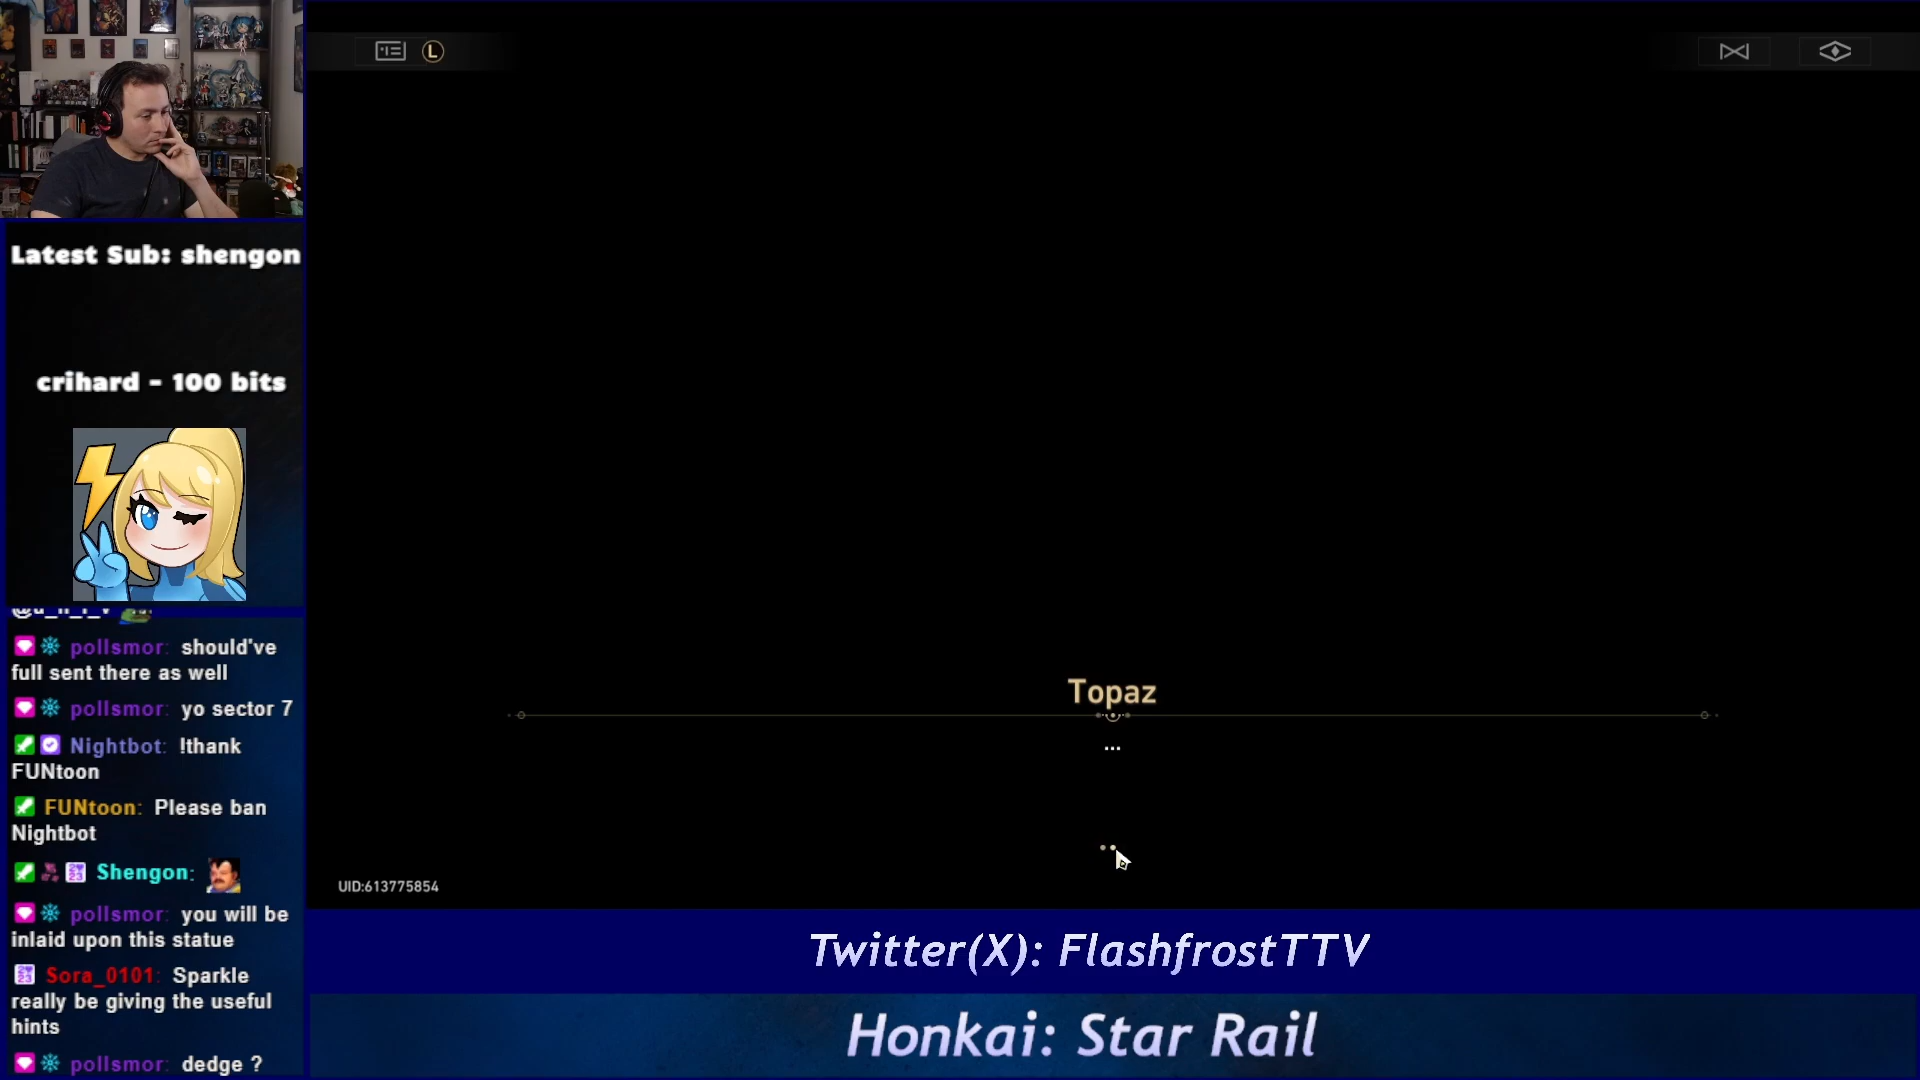 L
Latest Sub: shengon
crihard - 100 bits
pollsmor: should've
full sent there as well
pollsmor: yo sector 7
Nightbot: !thank
FUNtoon
FUNtoon: Please ban
Nightbot
Shengon:
pollsmor: you will be
inlaid upon this statue
Sora_0101: Sparkle
really be giving the useful
hints
pollsmor: dedge ?
Topaz
...
UID:613775854
Twitter(X): FlashfrostTTV
Honkai: Star Rail